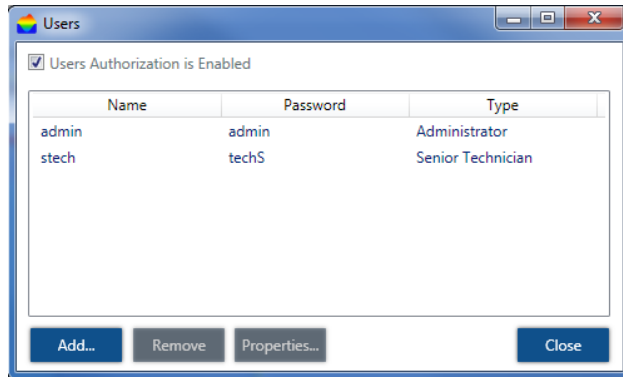 Users
Users Authorization is Enabled
Name Password Type
admin admin Administrator
stech techS Senior Technician
Add... Remove Properties... Close